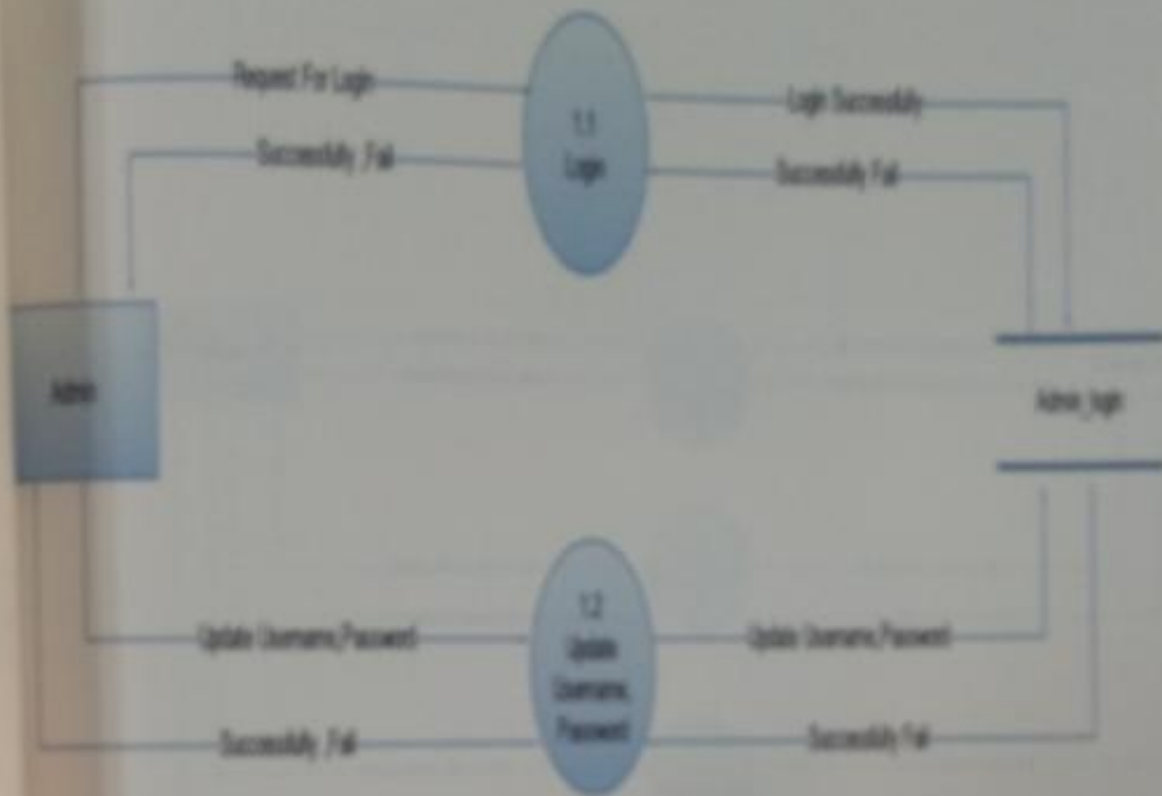 Request For Login
Login Successfully
1.1
Login
Successfully ,Fail
Successfully Fail
Admin
Admin_login
1.2
Update
Username,
Password
Update Username,Password
Update Username,Password
Successfully ,Fail
Successfully Fail